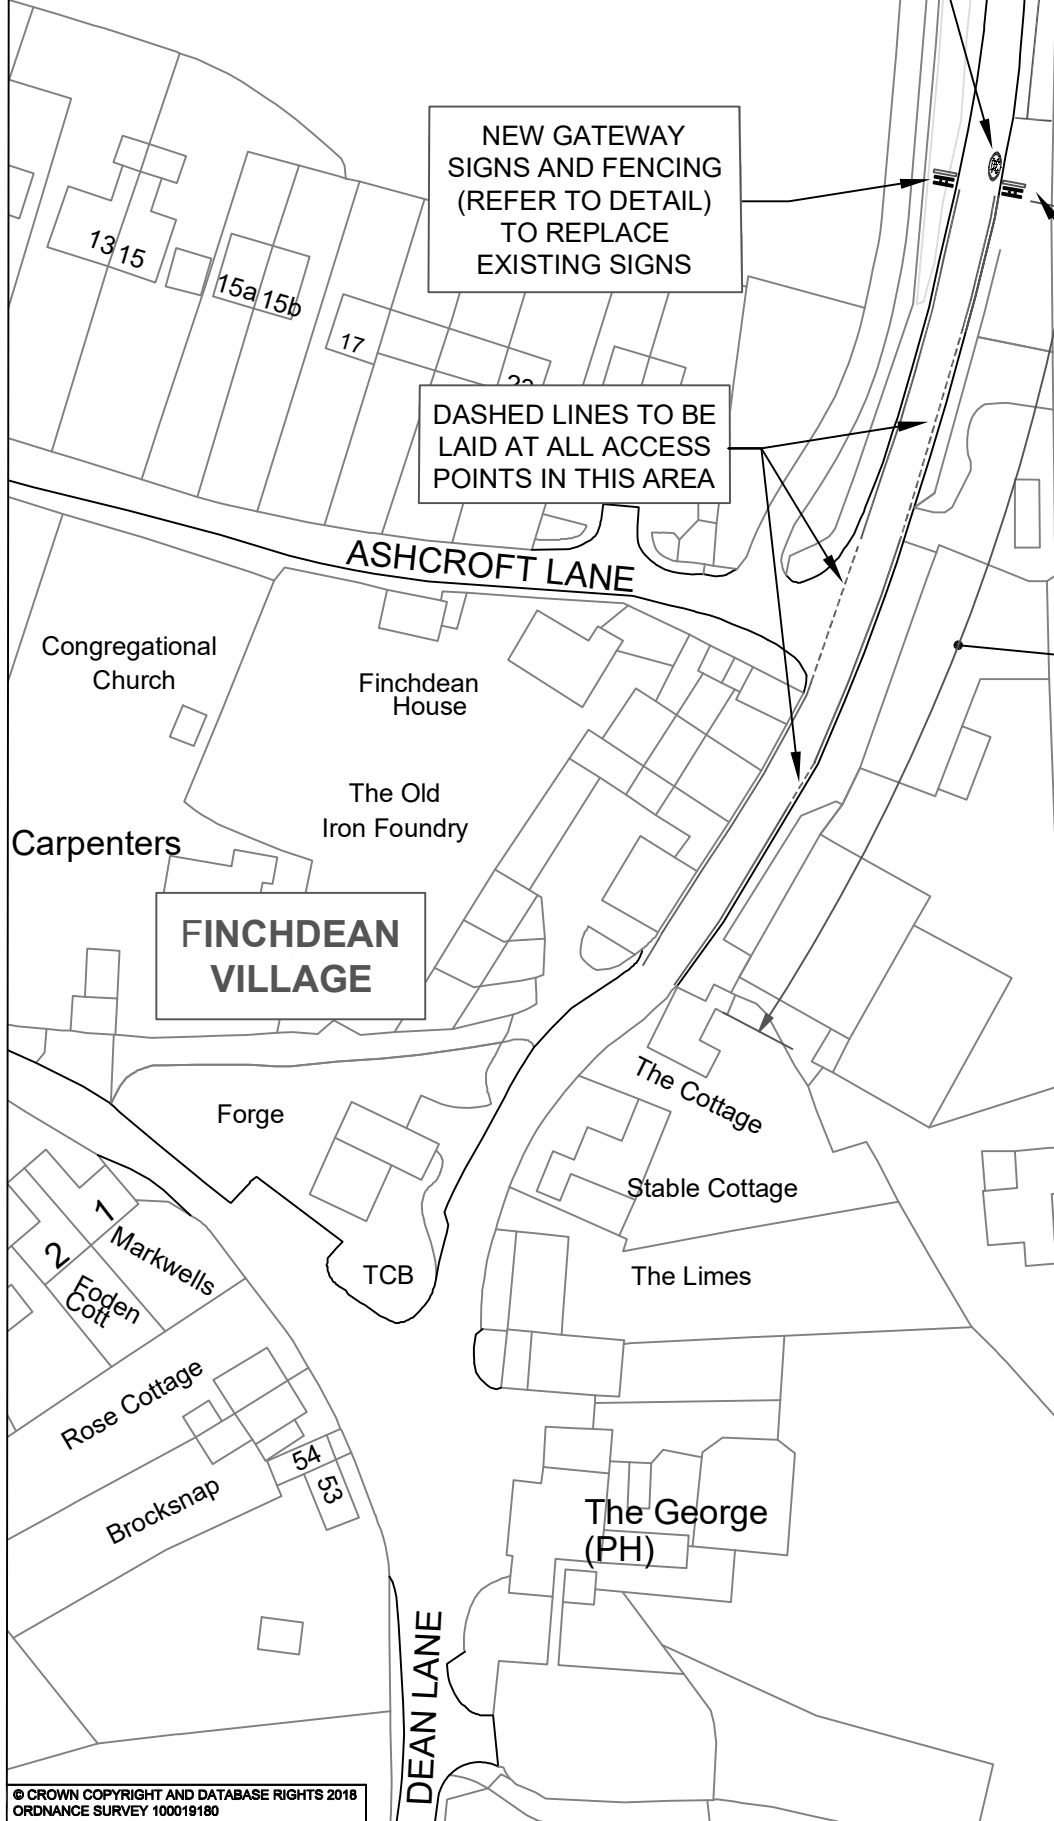 NEW GATEWAY
SIGNS AND FENCING
(REFER TO DETAIL)
TO REPLACE
EXISTING SIGNS
13
15
15a
15b
17
DASHED LINES TO BE
LAID AT ALL ACCESS
POINTS IN THIS AREA
ASHCROFT LANE
Congregational
Church
Finchdean
House
The Old
Iron Foundry
Carpenters
FINCHDEAN
VILLAGE
The Cottage
Forge
Stable Cottage
1
2
Markwells
Foden
Cott
TCB
The Limes
Rose Cottage
54
53
Brocksnap
The George
(PH)
DEAN LANE
© CROWN COPYRIGHT AND DATABASE RIGHTS 2018
ORDNANCE SURVEY 100019180